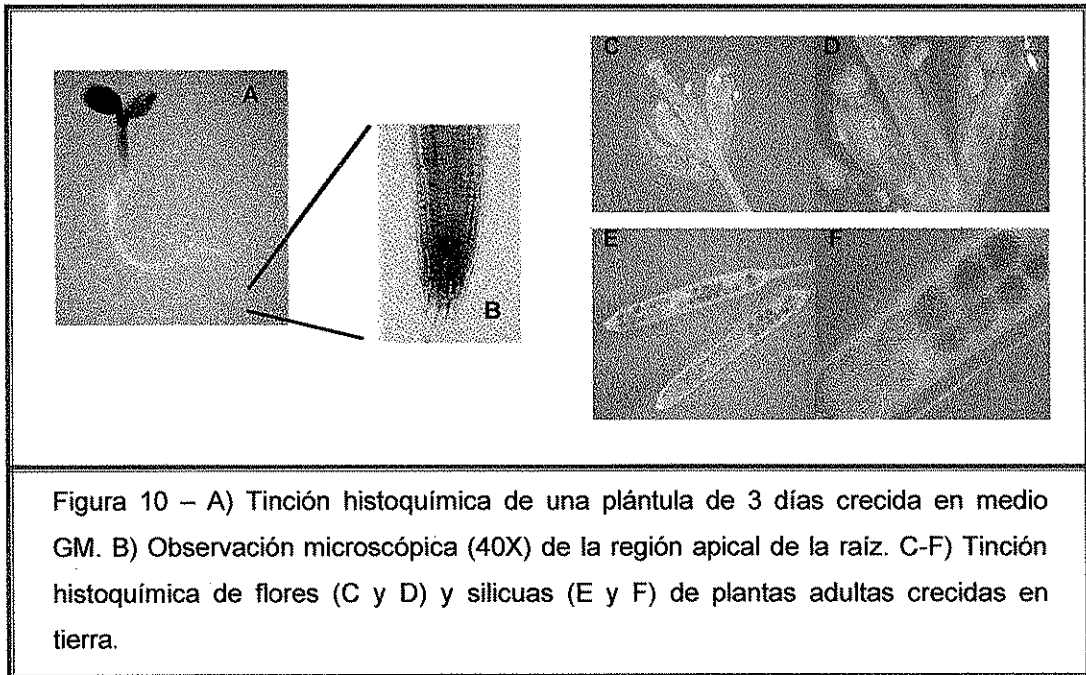 A
B
C
D
E
F
Figura 10 – A) Tinción histoquímica de una plántula de 3 días crecida en medio
GM. B) Observación microscópica (40X) de la región apical de la raíz. C-F) Tinción
histoquímica de flores (C y D) y silicuas (E y F) de plantas adultas crecidas en
tierra.